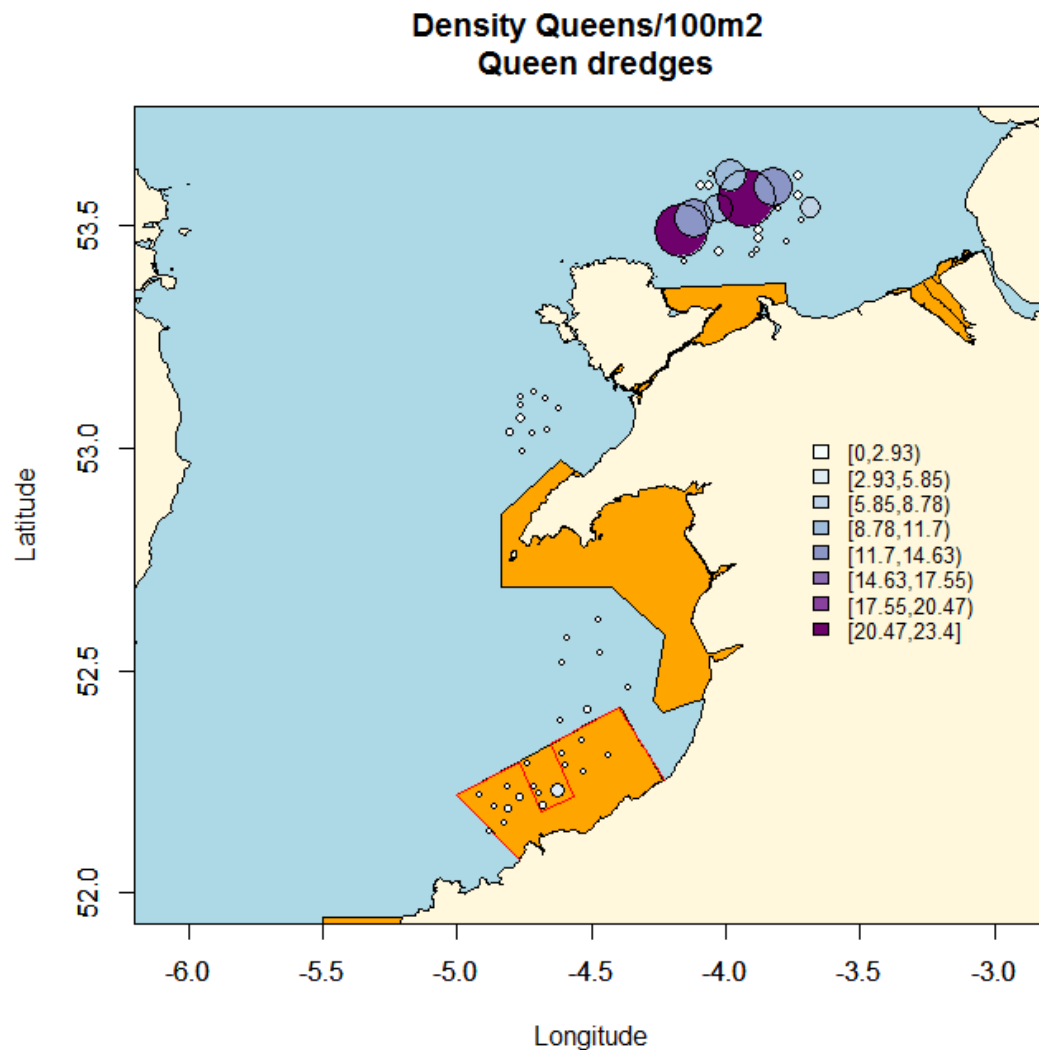 Density Queens/100m2
Queen dredges
Latitude
53.5
53.0
52.5
52.0
[0,2.93)
[2.93,5.85)
[5.85,8.78)
[8.78,11.7)
[11.7,14.63)
[14.63,17.55)
[17.55,20.47)
[20.47,23.4]
-6.0 -5.5 -5.0 -4.5 -4.0 -3.5 -3.0
Longitude